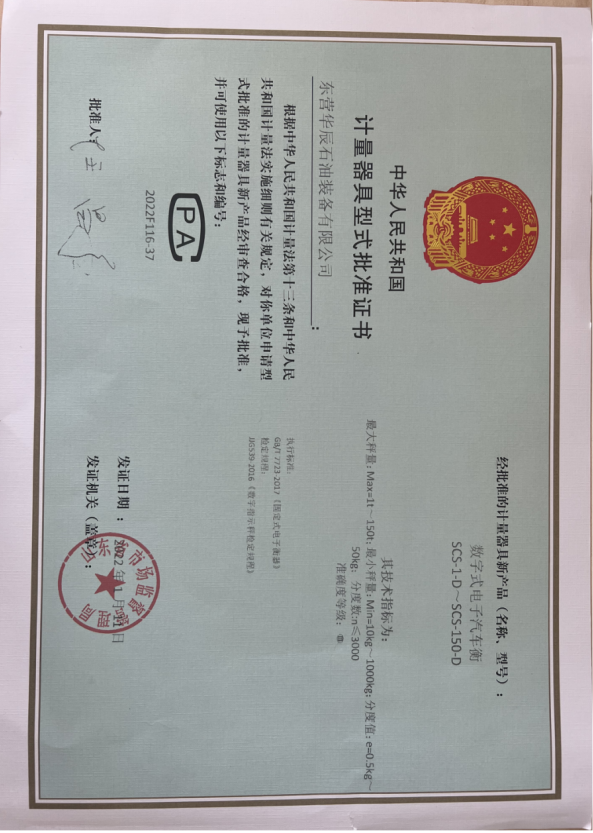 中华人民共和国
计量器具型式批准证书
东营华辰石油装备有限公司：
根据中华人民共和国计量法第十三条和中华人民
共和国计量法实施细则有关规定，对你单位申请型
式批准的计量器具新产品经审查合格，现予批准，
并可使用以下标志和编号：
PA
2022F116-37
批准人
经批准的计量器具新产品（名称、型号）：
数字式电子汽车衡
SCS-1-D～SCS-150-D
其技术指标为：
最大秤量：Max=1t～150t；最小秤量：Min=10kg～1000kg；分度值：e=0.5kg～
50kg；分度数：n≤3000
准确度等级：Ⅲ
执行标准：
GB/T 7723-2017《固定式电子衡器》
检定规程：
JJG539-2016《数字指示秤检定规程》
发证日期：2022年1月11日
发证机关（盖章）：
市场监督